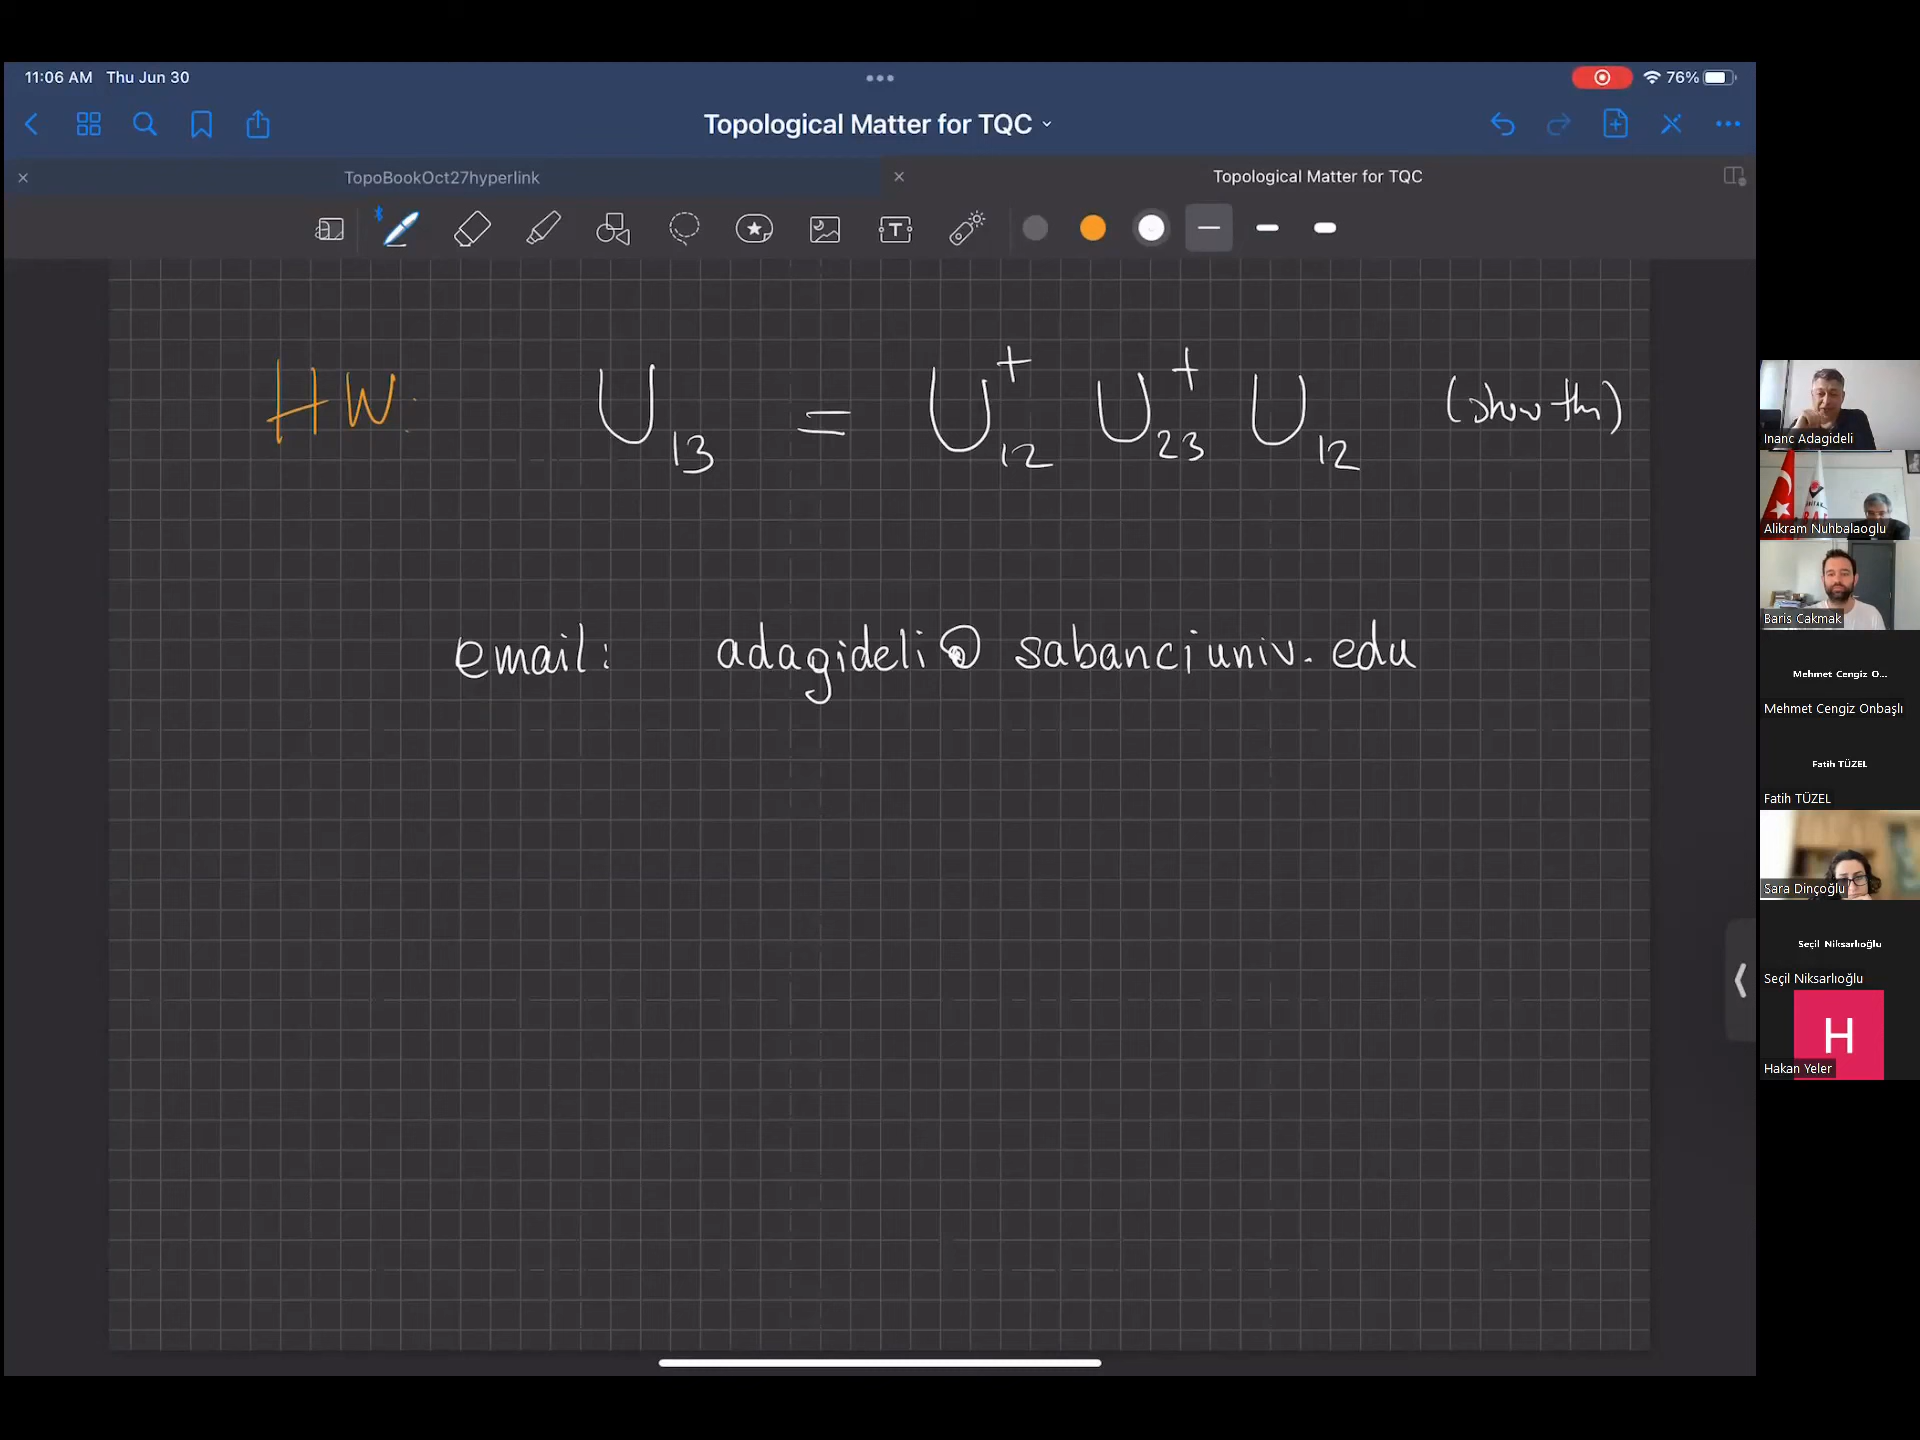 11:06 AM Thu Jun 30
76%
Topological Matter for TQC
TopoBookOct27hyperlink
Topological Matter for TQC
HW: U13 = U12† U23† U12 (show this)
email: adagideli@sabanciuniv.edu
Inanc Adagideli
Alikram Nuhbalaoglu
Baris Cakmak
Mehmet Cengiz O...
Mehmet Cengiz Onbaşlı
Fatih TÜZEL
Fatih TÜZEL
Sara Dinçoğlu
Seçil Niksarlıoğlu
Seçil Niksarlıoğlu
H
Hakan Yeler